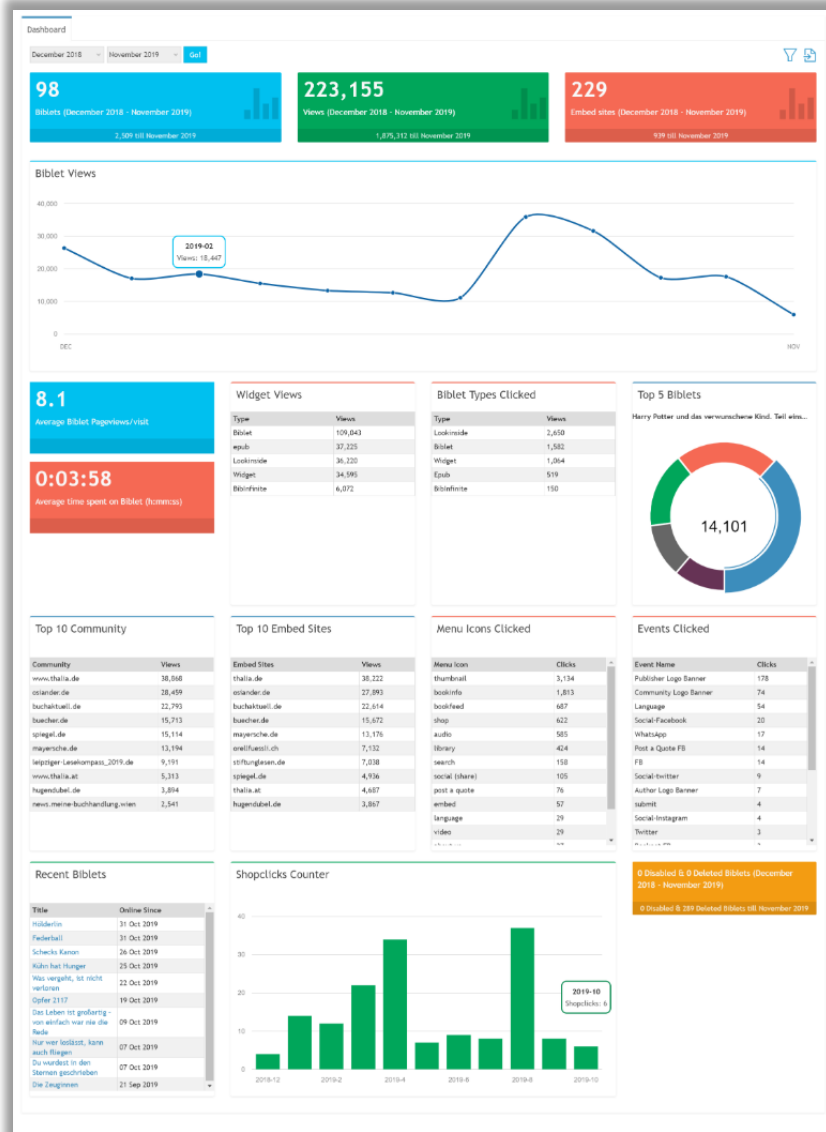 Dashboard
December 2018 November 2019 Go!
98
Biblets (December 2018 - November 2019)
2,509 till November 2019
223,155
Views (December 2018 - November 2019)
1,875,312 till November 2019
229
Embed sites (December 2018 - November 2019)
939 till November 2019
Biblet Views
40,000
30,000
20,000
10,000
0
2019-02
Views: 18,447
DEC NOV
8.1
Average Biblet Pageviews/visit
0:03:58
Average time spent on Biblet (h:mm:ss)
Widget Views
Type Views
Biblet 109,043
epub 37,225
Lookinside 36,220
Widget 34,595
BibInfinite 6,072
Biblet Types Clicked
Type Views
Lookinside 2,650
Biblet 1,582
Widget 1,064
Epub 519
BibInfinite 150
Top 5 Biblets
Harry Potter und das verwunschene Kind. Teil eins...
14,101
Top 10 Community
Community Views
www.thalia.de 38,868
osiander.de 28,459
buchaktuell.de 22,793
buecher.de 15,713
spiegel.de 15,114
mayersche.de 13,194
leipziger-lesekompass_2019.de 9,191
www.thalia.at 5,313
hugendubel.de 3,894
news.meine-buchhandlung.wien 2,541
Top 10 Embed Sites
Embed Sites Views
thalia.de 38,222
osiander.de 27,893
buchaktuell.de 22,614
buecher.de 15,672
mayersche.de 13,176
orellfuessli.ch 7,132
stiftunglesen.de 7,038
spiegel.de 4,936
thalia.at 4,687
hugendubel.de 3,867
Menu Icons Clicked
Menu Icon Clicks
thumbnail 3,134
bookinfo 1,813
bookfeed 687
shop 622
audio 585
library 424
search 158
social (share) 105
post a quote 76
embed 57
language 29
video 29
Events Clicked
Event Name Clicks
Publisher Logo Banner 178
Community Logo Banner 74
Language 54
Social-Facebook 20
WhatsApp 17
Post a Quote FB 14
FB 14
Social-twitter 9
Author Logo Banner 7
submit 4
Social-Instagram 4
Twitter 3
Recent Biblets
Title Online Since
Hölderlin 31 Oct 2019
Federball 31 Oct 2019
Schecks Kanon 26 Oct 2019
Kühn hat Hunger 25 Oct 2019
Was vergeht, ist nicht
verloren 22 Oct 2019
Opfer 2117 19 Oct 2019
Das Leben ist großartig -
von einfach war nie die 09 Oct 2019
Rede
Nur wer loslässt, kann
auch fliegen 07 Oct 2019
Du wurdest in den
Sternen geschrieben 07 Oct 2019
Die Zeuginnen 21 Sep 2019
Shopclicks Counter
40
30
20
10
0
2019-10
Shopclicks: 6
2018-12 2019-2 2019-4 2019-6 2019-8 2019-10
0 Disabled & 0 Deleted Biblets (December
2018 - November 2019)
0 Disabled & 289 Deleted Biblets till November 2019